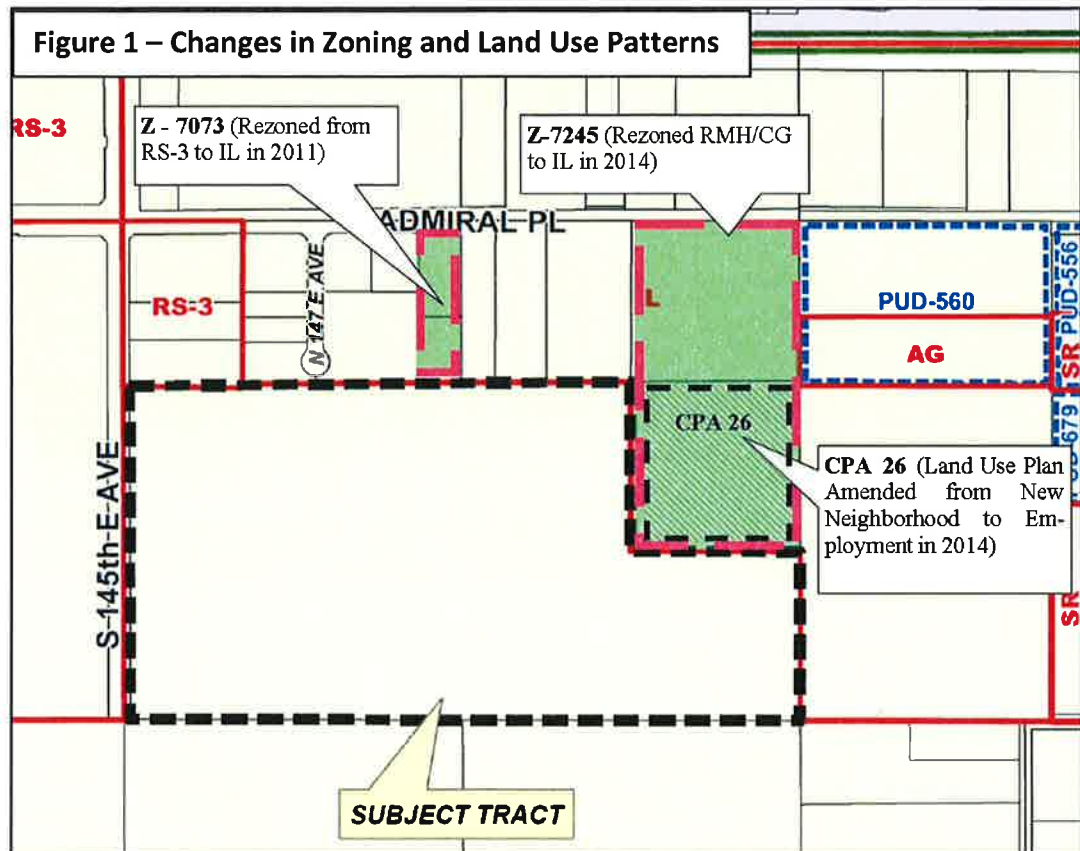 Figure 1 – Changes in Zoning and Land Use Patterns
RS-3
Z - 7073 (Rezoned from
RS-3 to IL in 2011)
Z-7245 (Rezoned RMH/CG
to IL in 2014)
ADMIRAL PL
N 147 E AVE
RS-3
L
PUD-560
AG
SR
PUD-556
CPA 26
CPA 26 (Land Use Plan
Amended from New
Neighborhood to Em-
ployment in 2014)
S 145th E AVE
SR
SUBJECT TRACT